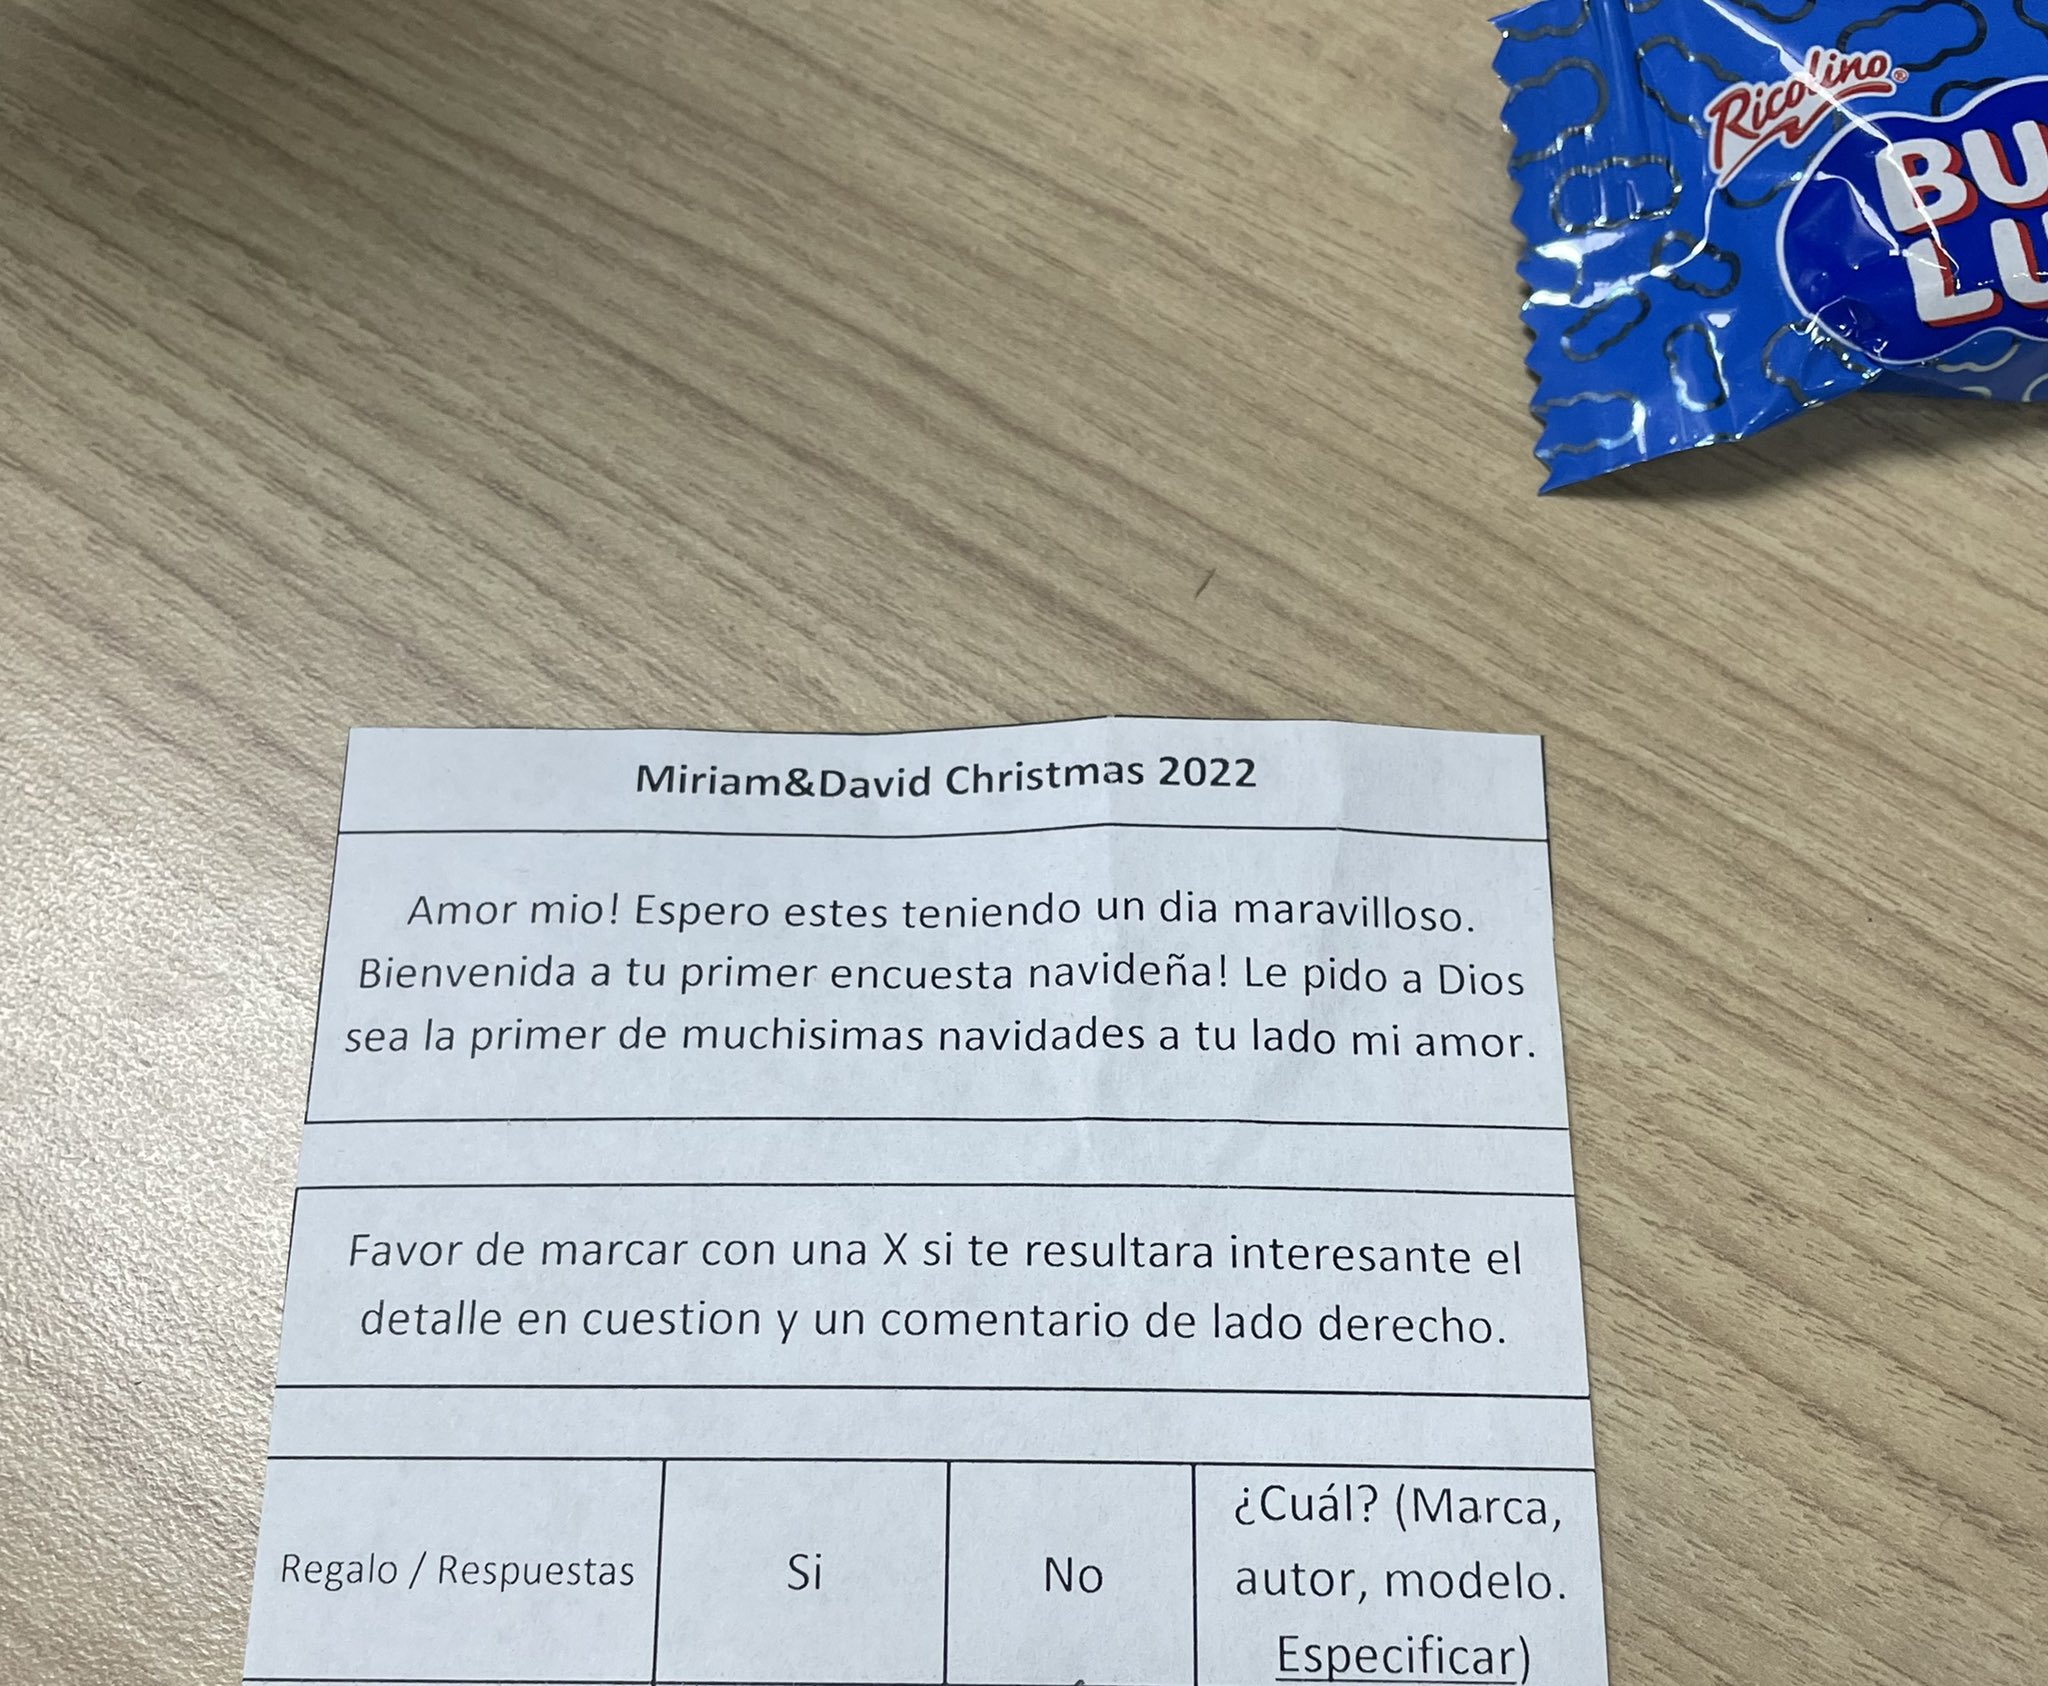 Ricolino
BU
LU
Miriam&David Christmas 2022
Amor mio! Espero estes teniendo un dia maravilloso.
Bienvenida a tu primer encuesta navideña! Le pido a Dios
sea la primer de muchisimas navidades a tu lado mi amor.
Favor de marcar con una X si te resultara interesante el
detalle en cuestion y un comentario de lado derecho.
Regalo / Respuestas
Si
No
¿Cuál? (Marca,
autor, modelo.
Especificar)